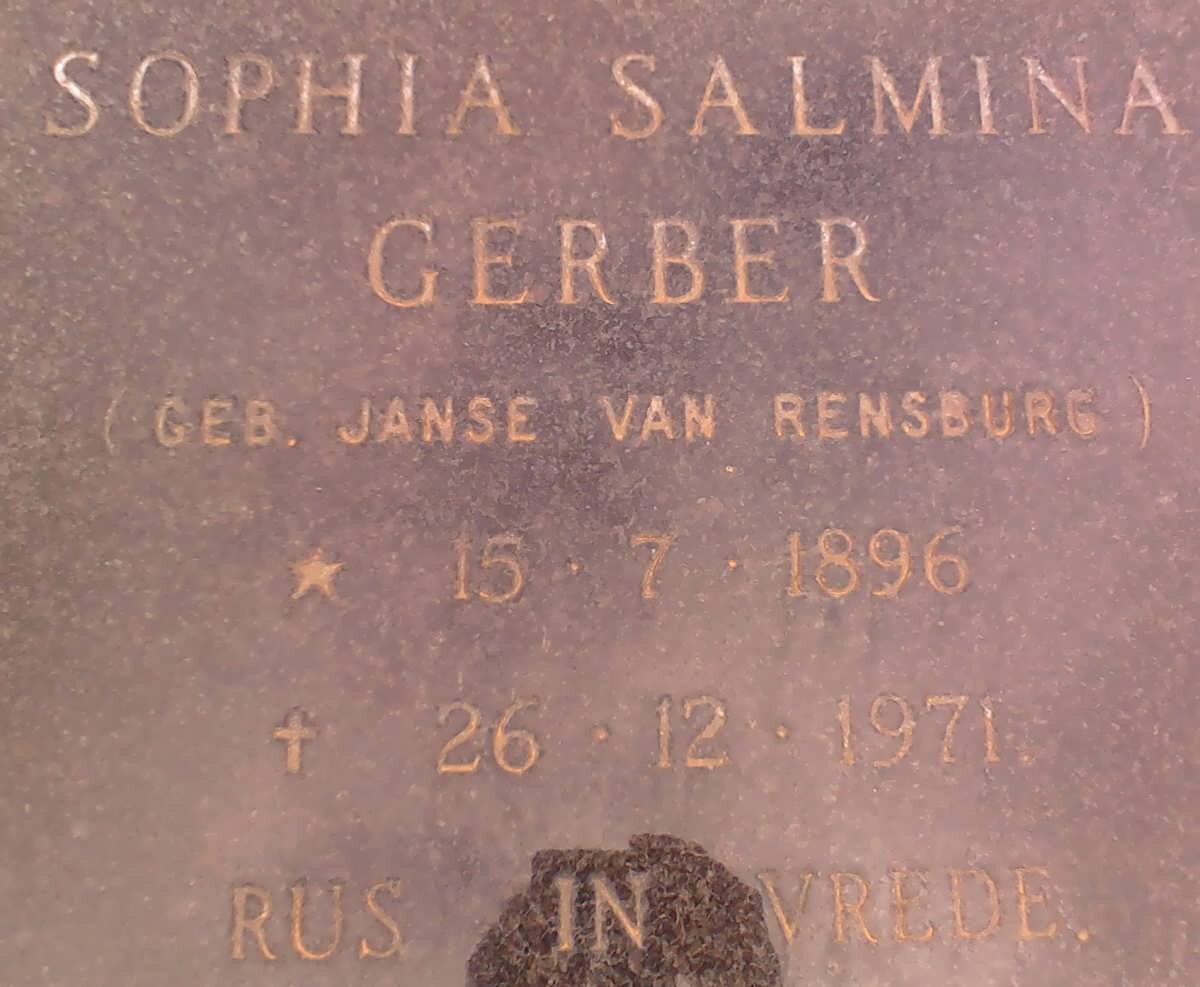 SOPHIA SALMINA
GERBER
(GEB. JANSE VAN RENSBURG)
★ 15 · 7 · 1896
† 26 · 12 · 1971.
RUS IN VREDE.